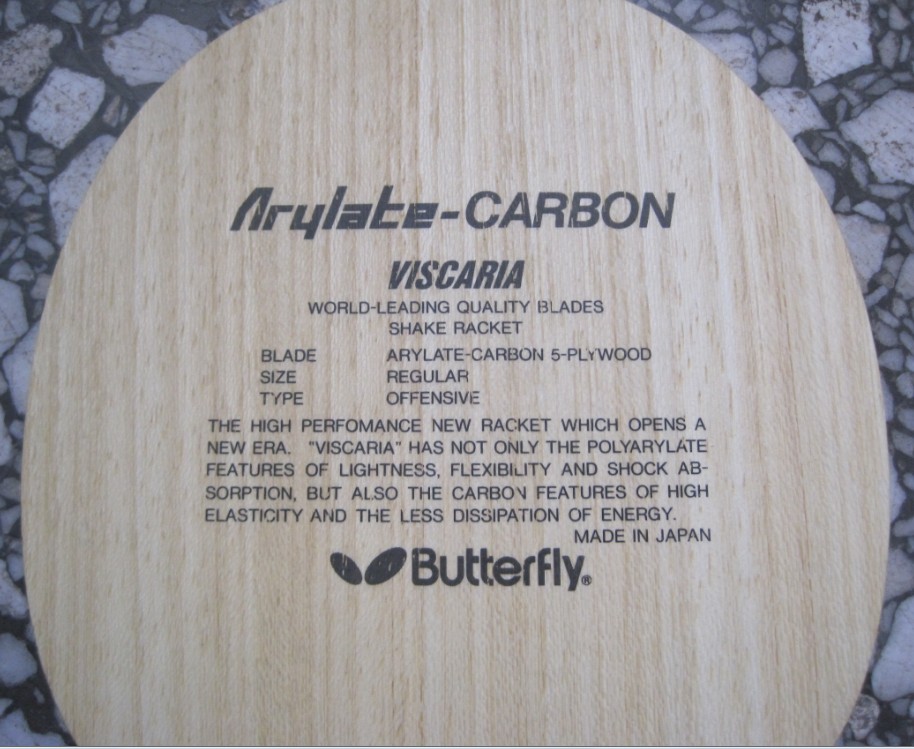 Arylate-CARBON
VISCARIA
WORLD-LEADING QUALITY BLADES
SHAKE RACKET
BLADE ARYLATE-CARBON 5-PLYWOOD
SIZE REGULAR
TYPE OFFENSIVE
THE HIGH PERFOMANCE NEW RACKET WHICH OPENS A
NEW ERA. "VISCARIA" HAS NOT ONLY THE POLYARYLATE
FEATURES OF LIGHTNESS, FLEXIBILITY AND SHOCK AB-
SORPTION, BUT ALSO THE CARBON FEATURES OF HIGH
ELASTICITY AND THE LESS DISSIPATION OF ENERGY.
MADE IN JAPAN
Butterfly®